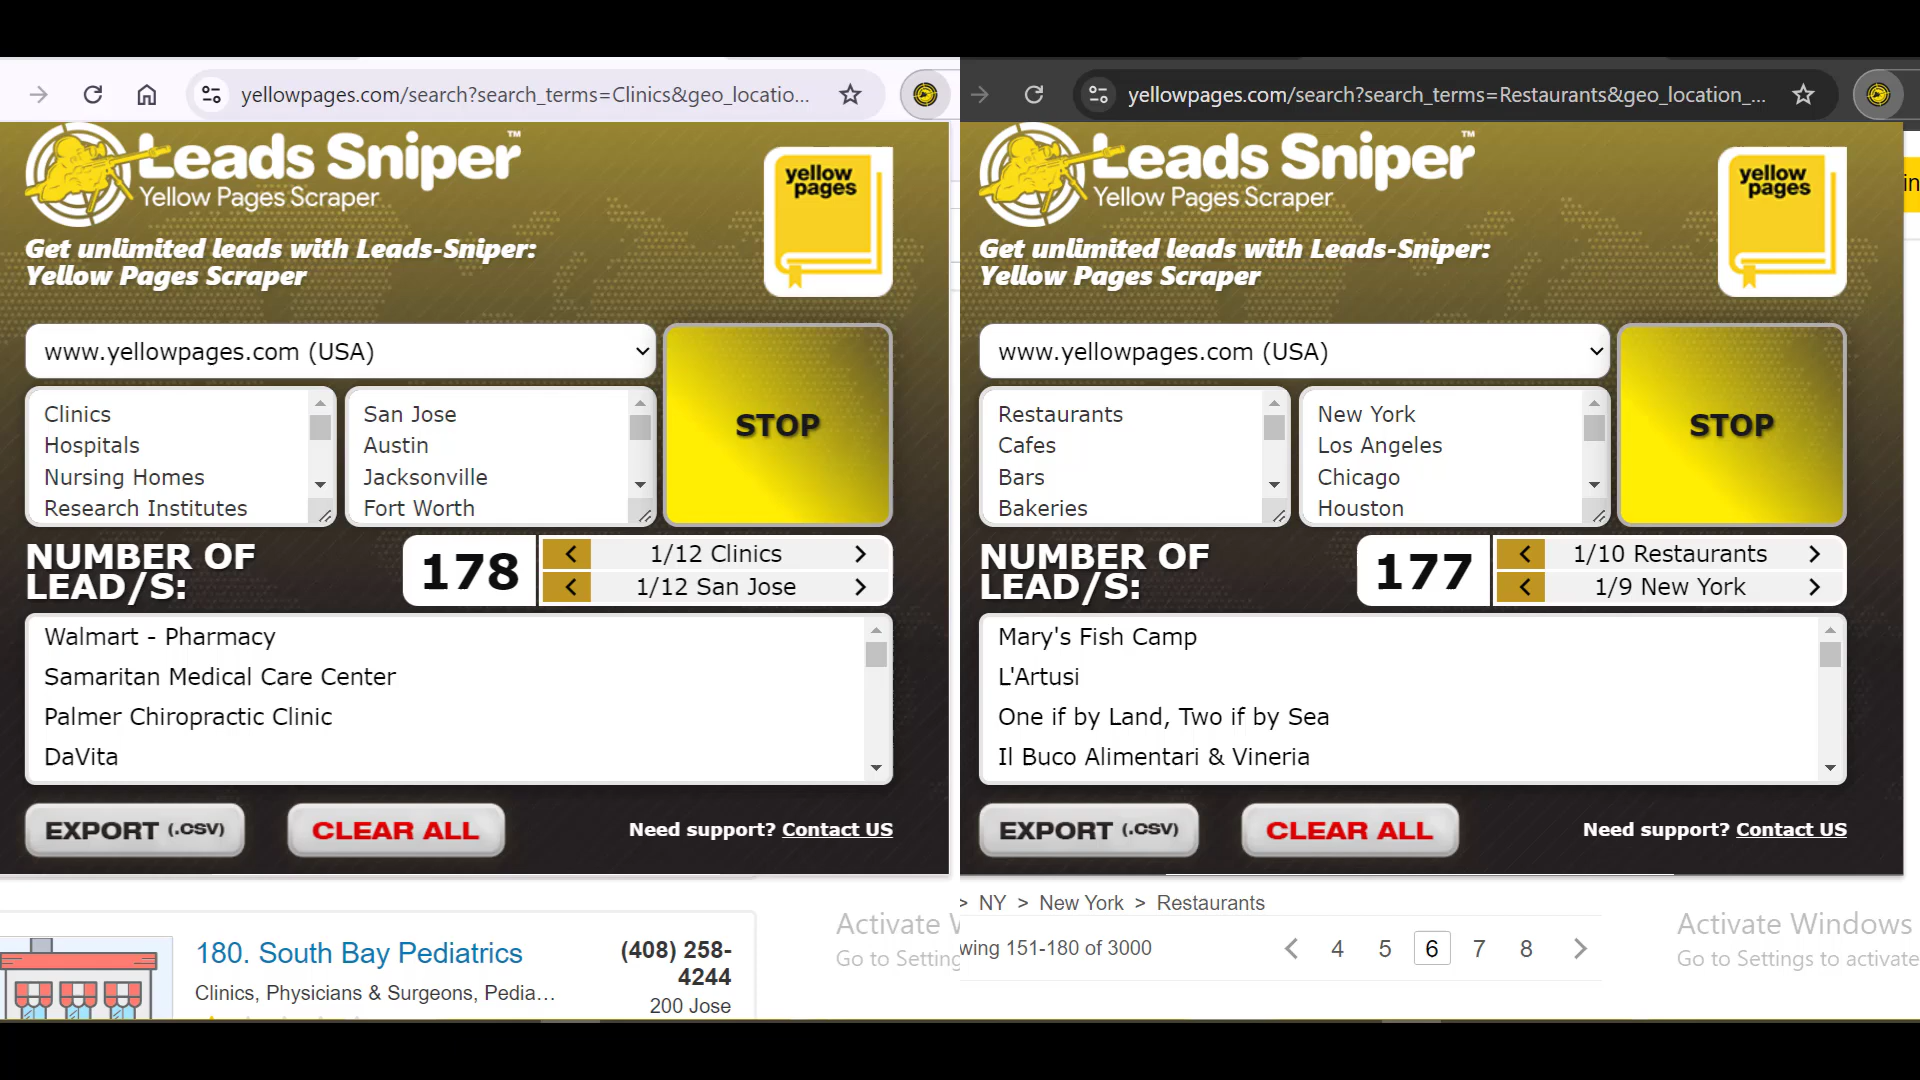 yellowpages.com/search?search_terms=Clinics&geo_locatio...
Leads Sniper™
Yellow Pages Scraper
yellow
pages
Get unlimited leads with Leads-Sniper:
Yellow Pages Scraper
www.yellowpages.com (USA)
Clinics
Hospitals
Nursing Homes
Research Institutes
San Jose
Austin
Jacksonville
Fort Worth
STOP
NUMBER OF
LEAD/S:
178
1/12 Clinics
1/12 San Jose
Walmart - Pharmacy
Samaritan Medical Care Center
Palmer Chiropractic Clinic
DaVita
EXPORT (.CSV)
CLEAR ALL
Need support? Contact US
180. South Bay Pediatrics
(408) 258-
4244
Clinics, Physicians & Surgeons, Pedia...
200 Jose
Activate
Go to Setting
yellowpages.com/search?search_terms=Restaurants&geo_location_...
Leads Sniper™
Yellow Pages Scraper
yellow
pages
in
Get unlimited leads with Leads-Sniper:
Yellow Pages Scraper
www.yellowpages.com (USA)
Restaurants
Cafes
Bars
Bakeries
New York
Los Angeles
Chicago
Houston
STOP
NUMBER OF
LEAD/S:
177
1/10 Restaurants
1/9 New York
Mary's Fish Camp
L'Artusi
One if by Land, Two if by Sea
Il Buco Alimentari & Vineria
EXPORT (.CSV)
CLEAR ALL
Need support? Contact US
> NY > New York > Restaurants
wing 151-180 of 3000
4 5 6 7 8
Activate Windows
Go to Settings to activate